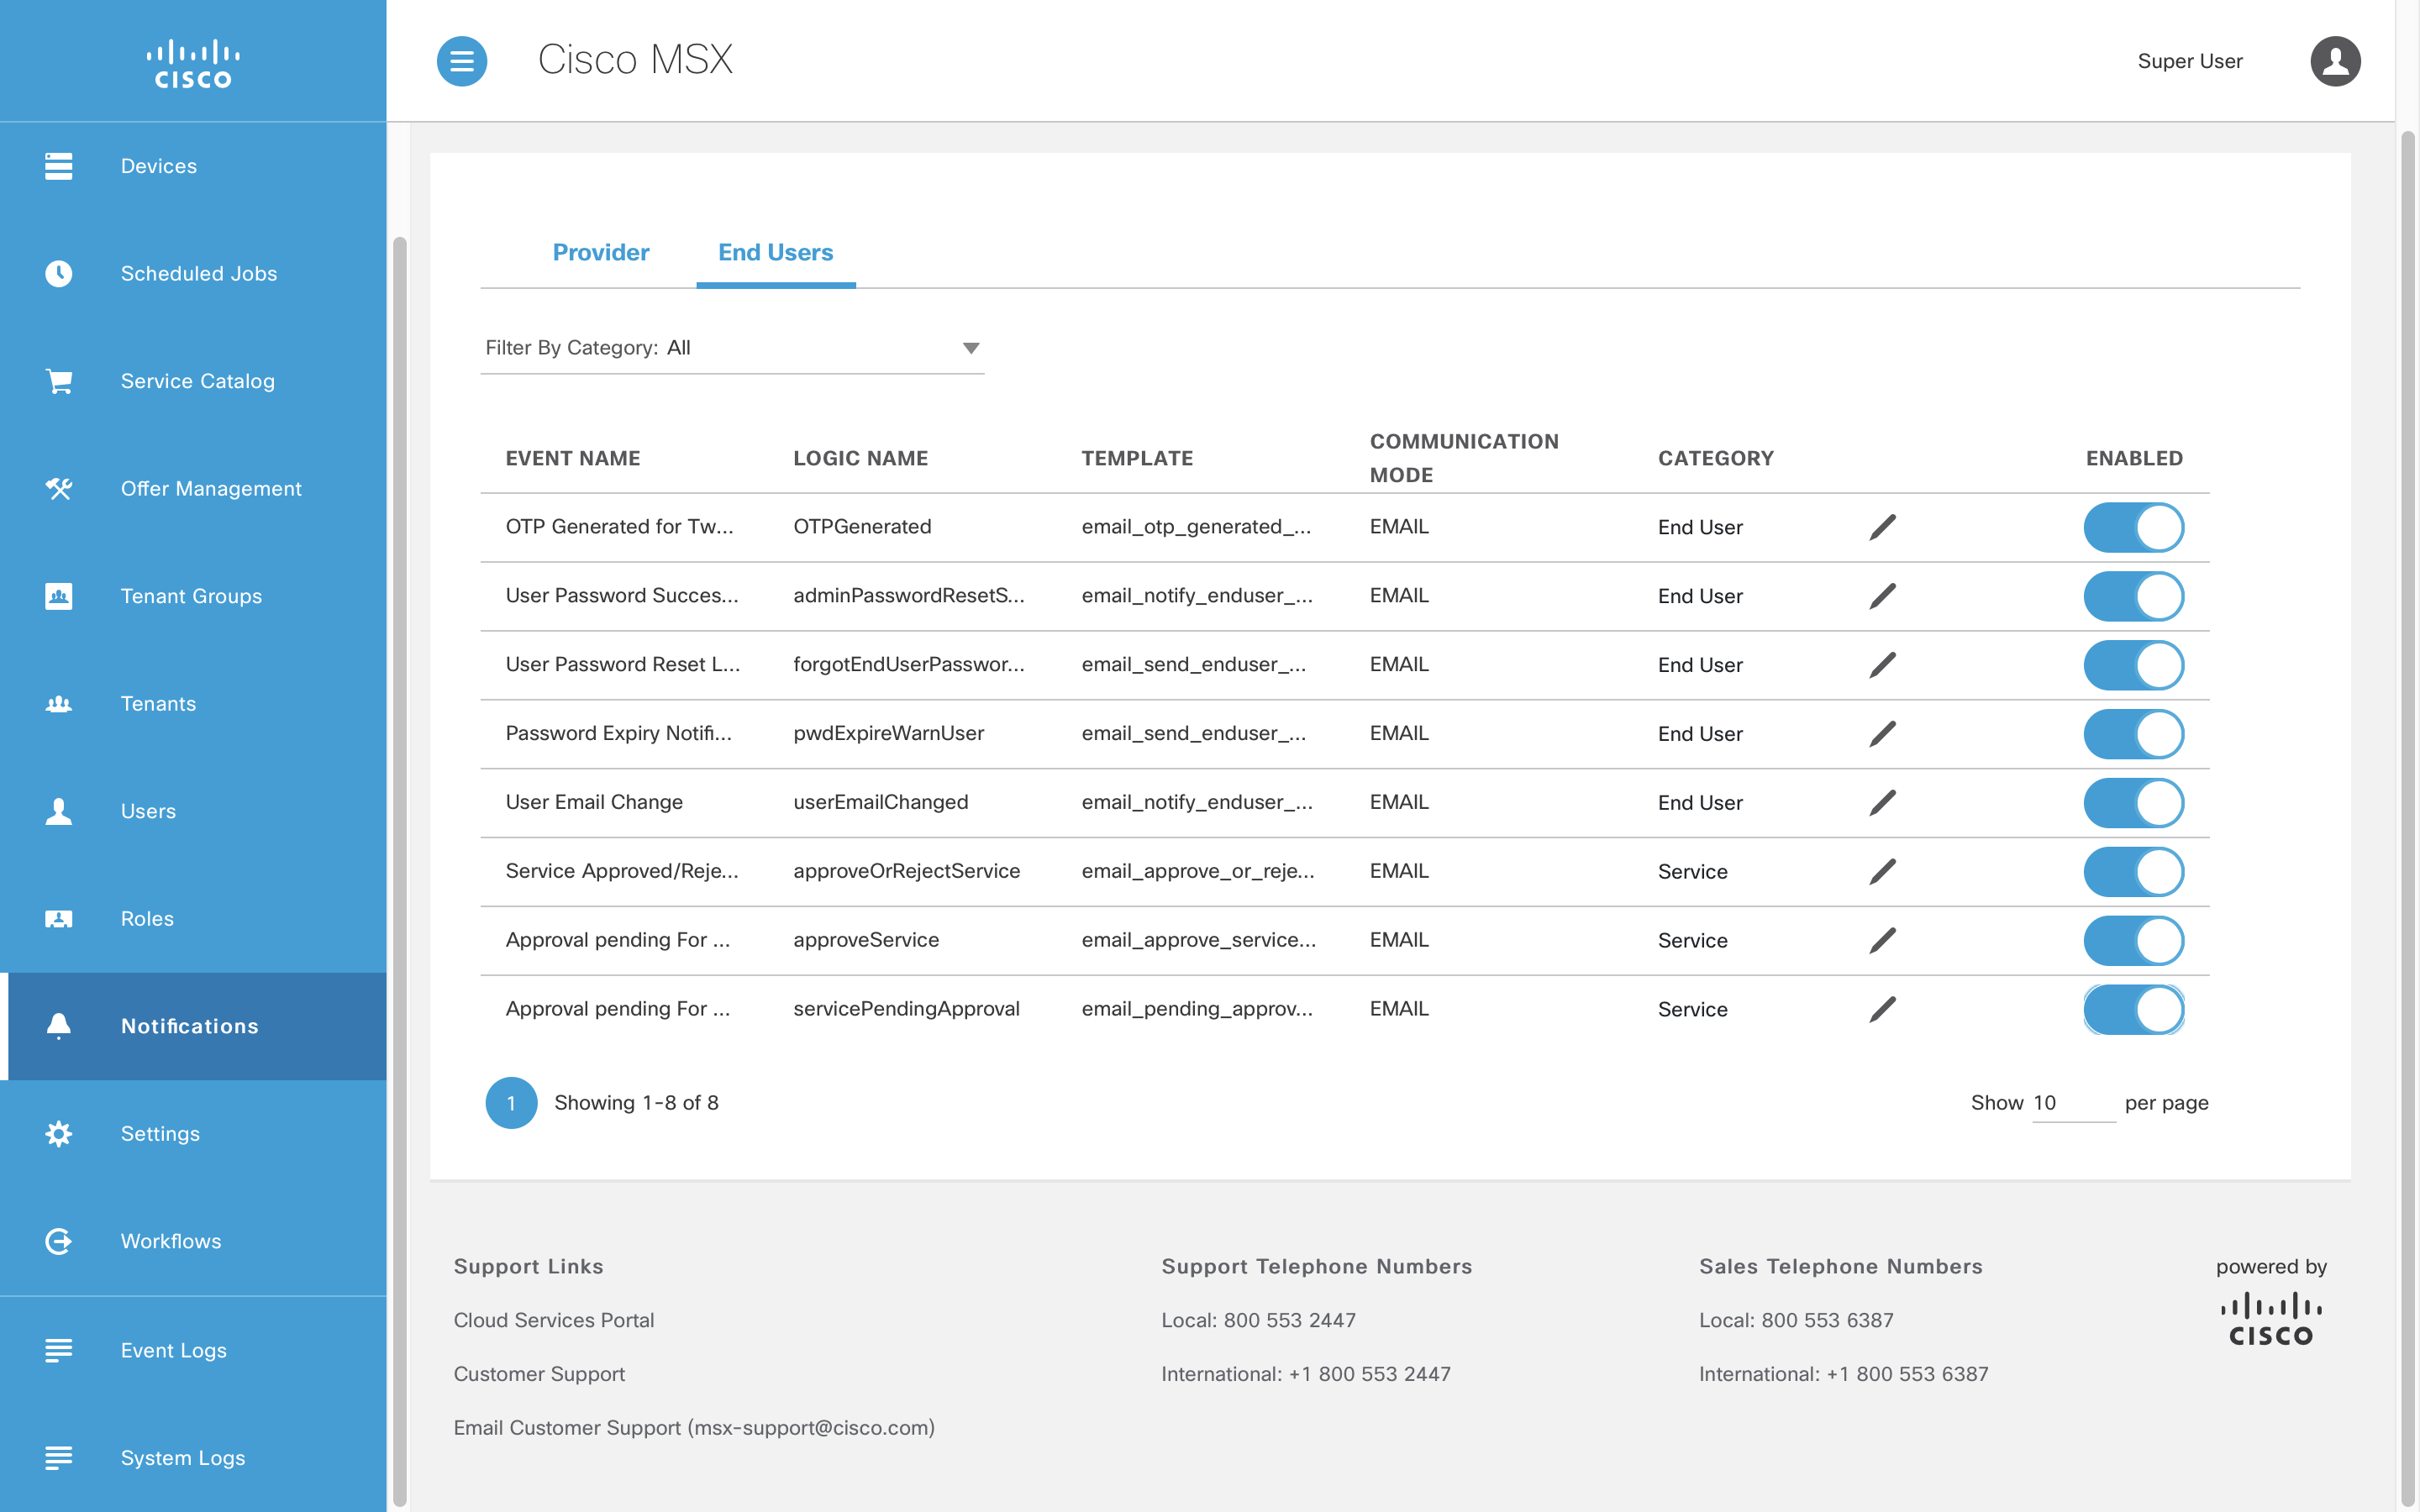 CISCO
Cisco MSX
Super User
Devices
Scheduled Jobs
Service Catalog
Offer Management
Tenant Groups
Tenants
Users
Roles
Notifications
Settings
Workflows
Event Logs
System Logs
Provider End Users
Filter By Category: All
EVENT NAME LOGIC NAME TEMPLATE COMMUNICATION MODE CATEGORY ENABLED
OTP Generated for Tw... OTPGenerated email_otp_generated_... EMAIL End User
User Password Succes... adminPasswordResetS... email_notify_enduser_... EMAIL End User
User Password Reset L... forgotEndUserPasswor... email_send_enduser_... EMAIL End User
Password Expiry Notifi... pwdExpireWarnUser email_send_enduser_... EMAIL End User
User Email Change userEmailChanged email_notify_enduser_... EMAIL End User
Service Approved/Reje... approveOrRejectService email_approve_or_reje... EMAIL Service
Approval pending For ... approveService email_approve_service... EMAIL Service
Approval pending For ... servicePendingApproval email_pending_approv... EMAIL Service
1 Showing 1-8 of 8 Show 10 per page
Support Links
Cloud Services Portal
Customer Support
Email Customer Support (msx-support@cisco.com)
Support Telephone Numbers
Local: 800 553 2447
International: +1 800 553 2447
Sales Telephone Numbers
Local: 800 553 6387
International: +1 800 553 6387
powered by
CISCO